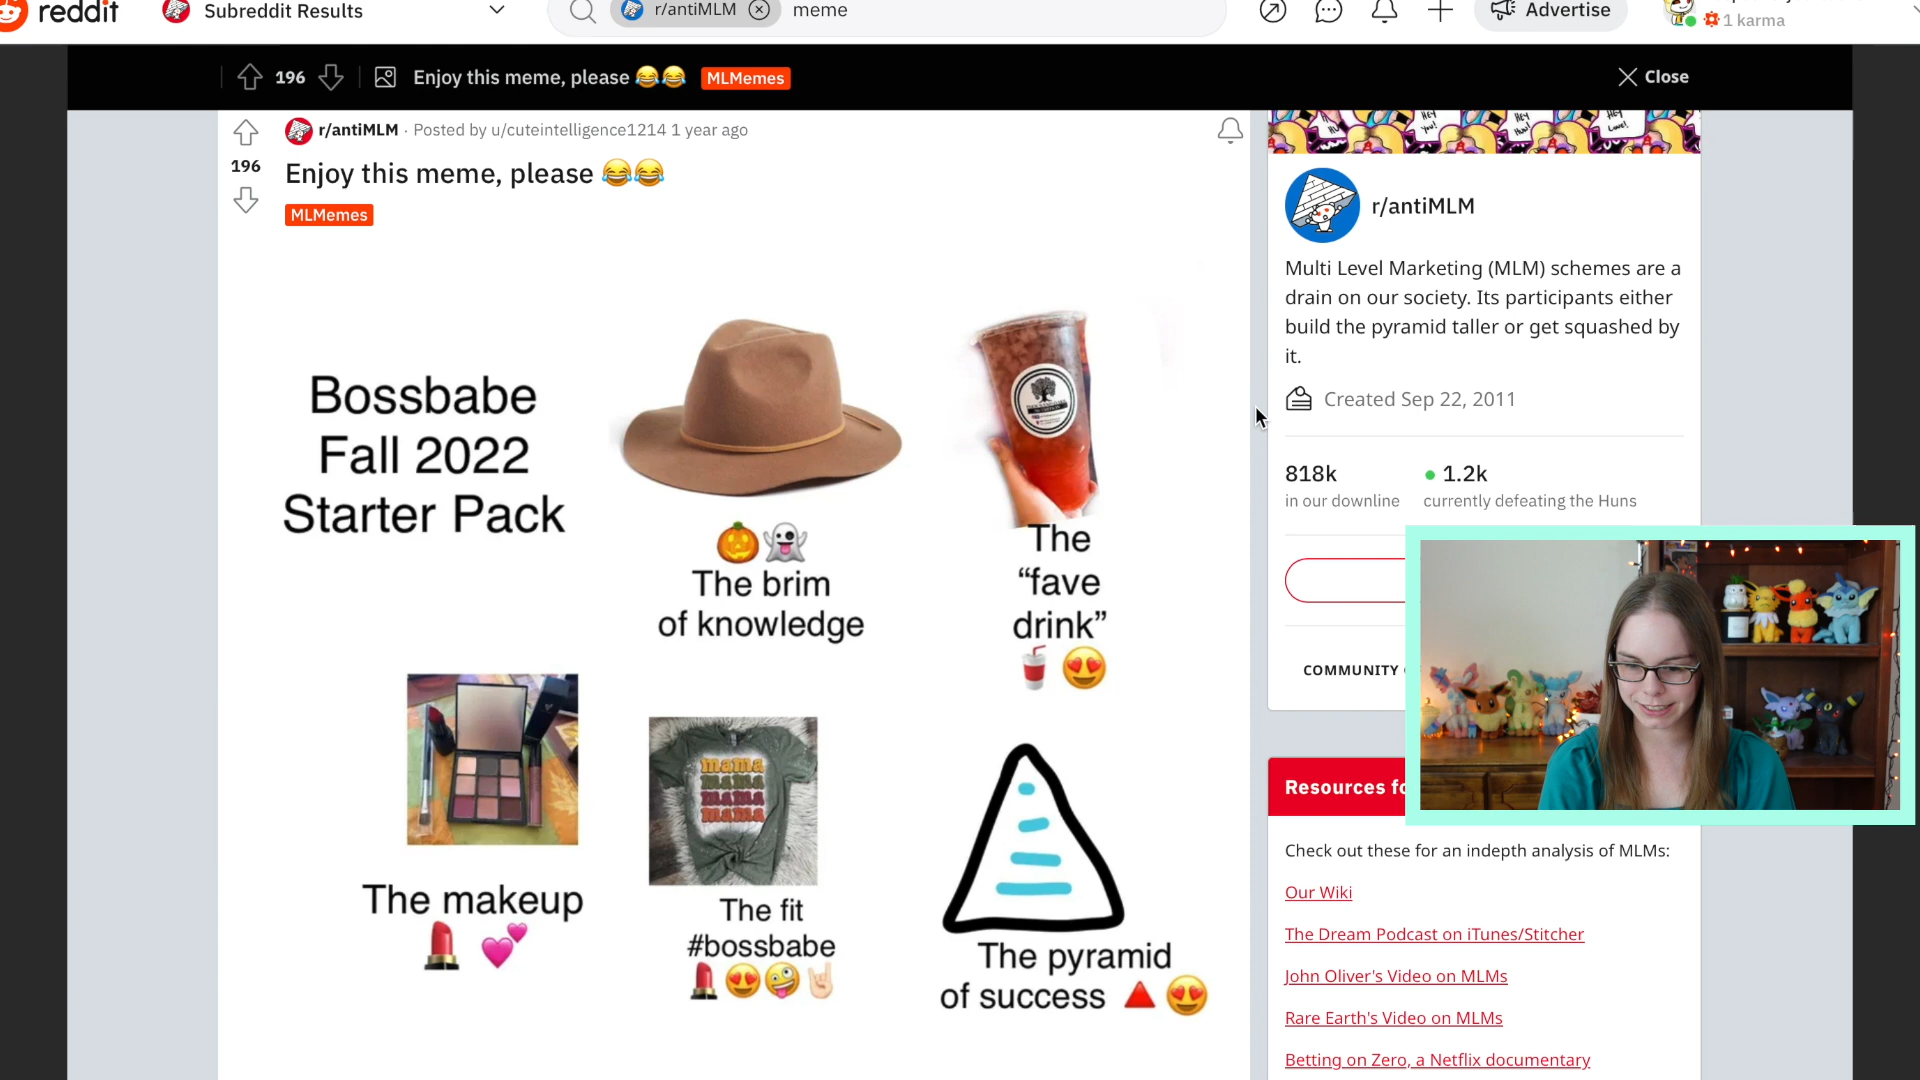 reddit
Subreddit Results
r/antiMLM
meme
Advertise
1 karma
196
Enjoy this meme, please 😂😂
MLMemes
Close
r/antiMLM · Posted by u/cuteintelligence1214 1 year ago
196
Enjoy this meme, please 😂😂
MLMemes
Bossbabe
Fall 2022
Starter Pack
🎃👻
The brim
of knowledge
The
“fave
drink”
🥤😍
The makeup
💄 💕
mama
mama
mama
mama
The fit
#bossbabe
💄😍🤪🤘🏻
The pyramid
of success 🔺😍
r/antiMLM
Multi Level Marketing (MLM) schemes are a
drain on our society. Its participants either
build the pyramid taller or get squashed by
it.
Created Sep 22, 2011
818k
in our downline
1.2k
currently defeating the Huns
COMMUNITY
Resources
Check out these for an indepth analysis of MLMs:
Our Wiki
The Dream Podcast on iTunes/Stitcher
John Oliver's Video on MLMs
Rare Earth's Video on MLMs
Betting on Zero, a Netflix documentary